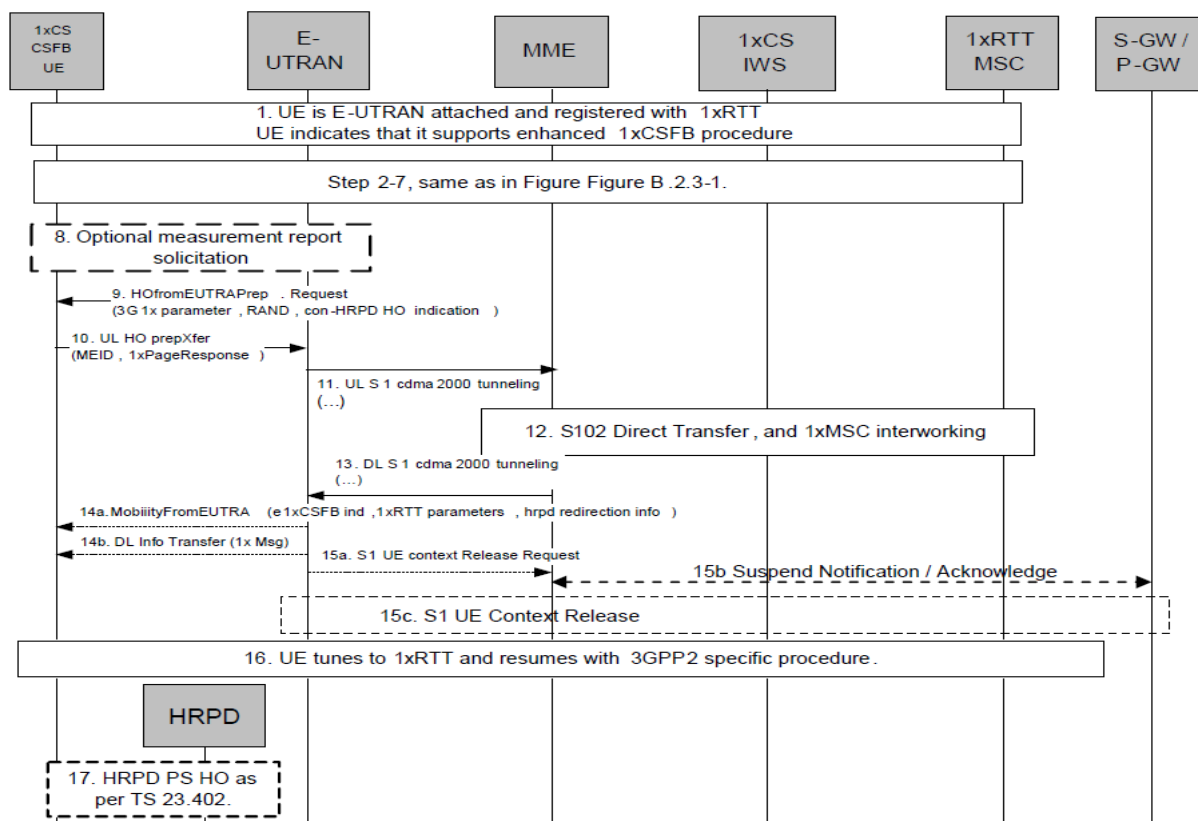 1xCS
CSFB
UE
E-
UTRAN
MME
1xCS
IWS
1xRTT
MSC
S-GW /
P-GW
1. UE is E-UTRAN attached and registered with 1xRTT
UE indicates that it supports enhanced 1xCSFB procedure
Step 2-7, same as in Figure Figure B .2.3-1.
8. Optional measurement report
solicitation
9. HOfromEUTRAPrep . Request
(3G 1x parameter , RAND , con-HRPD HO indication )
10. UL HO prepXfer
(MEID , 1xPageResponse )
11. UL S 1 cdma 2000 tunneling
(...)
12. S102 Direct Transfer , and 1xMSC interworking
13. DL S 1 cdma 2000 tunneling
(...)
14a. MobilityFromEUTRA (e1xCSFB ind ,1xRTT parameters , hrpd redirection info )
14b. DL Info Transfer (1x Msg)
15a. S1 UE context Release Request
15b Suspend Notification / Acknowledge
15c. S1 UE Context Release
16. UE tunes to 1xRTT and resumes with 3GPP2 specific procedure .
HRPD
17. HRPD PS HO as
per TS 23.402.